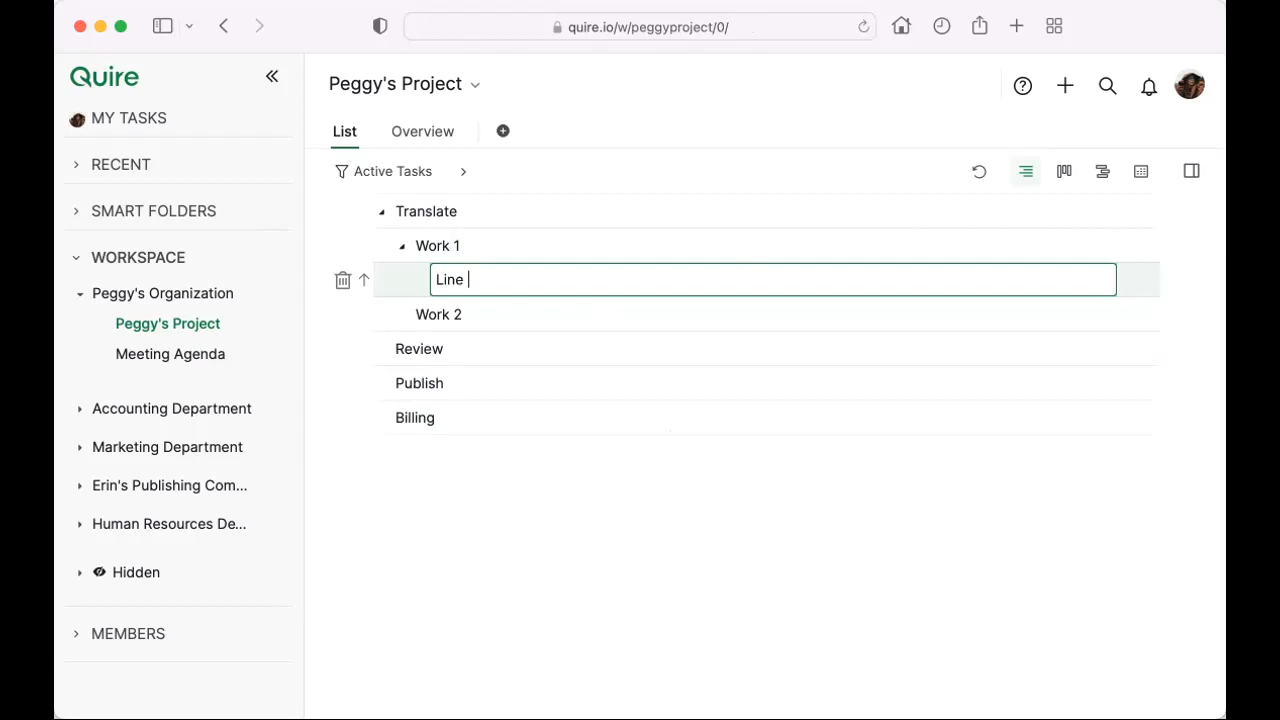 quire.io/w/peggyproject/0/
Quire
MY TASKS
RECENT
SMART FOLDERS
WORKSPACE
Peggy's Organization
Peggy's Project
Meeting Agenda
Accounting Department
Marketing Department
Erin's Publishing Com...
Human Resources De...
Hidden
MEMBERS
Peggy's Project
List Overview
Active Tasks
Translate
Work 1
Line
Work 2
Review
Publish
Billing